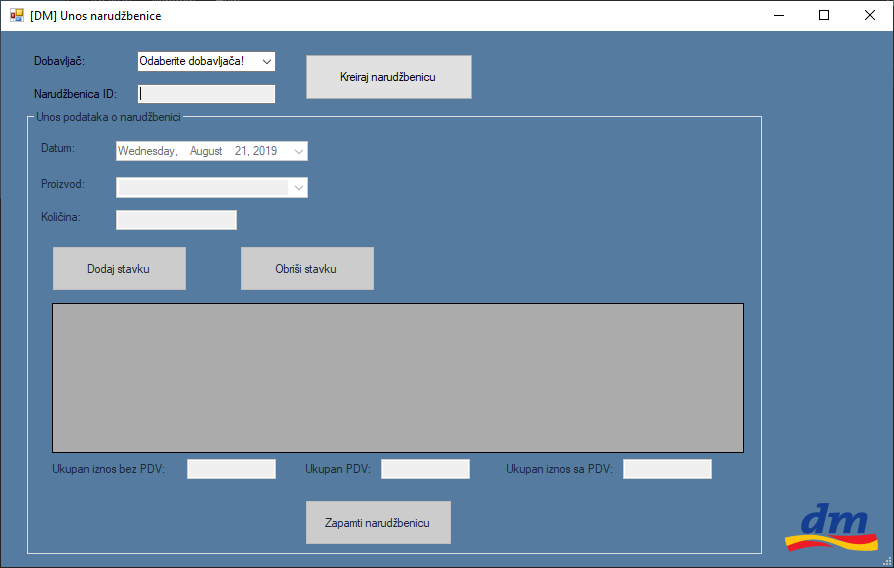 [DM] Unos narudžbenice
Dobavljač: Odaberite dobavljača! Kreiraj narudžbenicu
Narudžbenica ID:
Unos podataka o narudžbenici
Datum: Wednesday, August 21, 2019
Proizvod:
Količina:
Dodaj stavku Obriši stavku
Ukupan iznos bez PDV: Ukupan PDV: Ukupan iznos sa PDV:
Zapamti narudžbenicu
dm